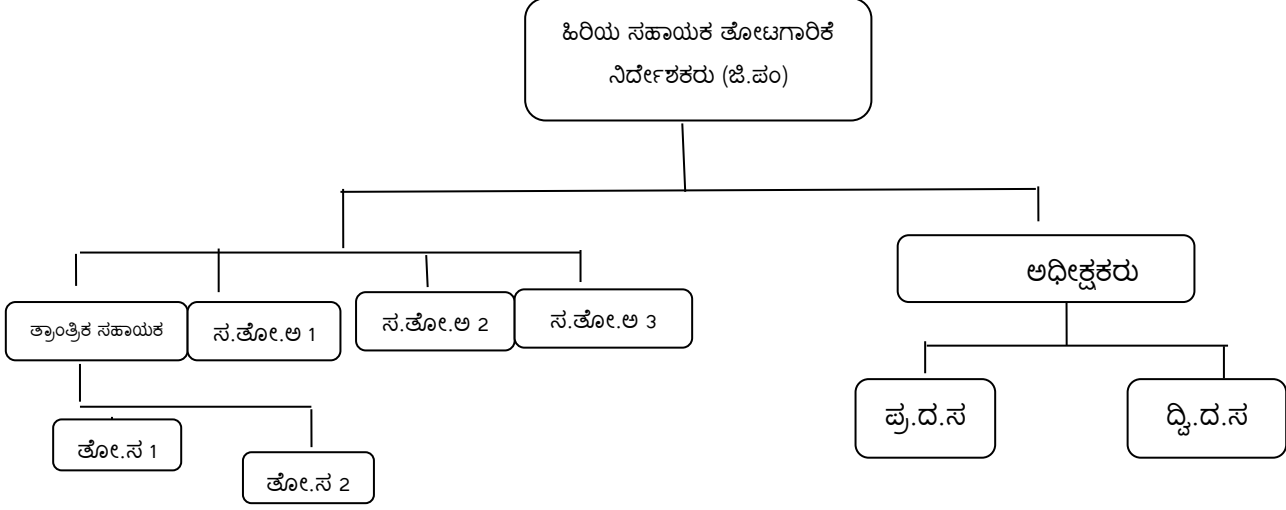 ಹಿರಿಯ ಸಹಾಯಕ ತೋಟಗಾರಿಕೆ
ನಿರ್ದೇಶಕರು (ಜಿ.ಪಂ)
ಅಧೀಕ್ಷಕರು
ತ್ರಾಂತ್ರಿಕ ಸಹಾಯಕ
ಸ.ತೋ.ಅ 1
ಸ.ತೋ.ಅ 2
ಸ.ತೋ.ಅ 3
ಪ್ರ.ದ.ಸ
ದ್ವಿ.ದ.ಸ
ತೋ.ಸ 1
ತೋ.ಸ 2